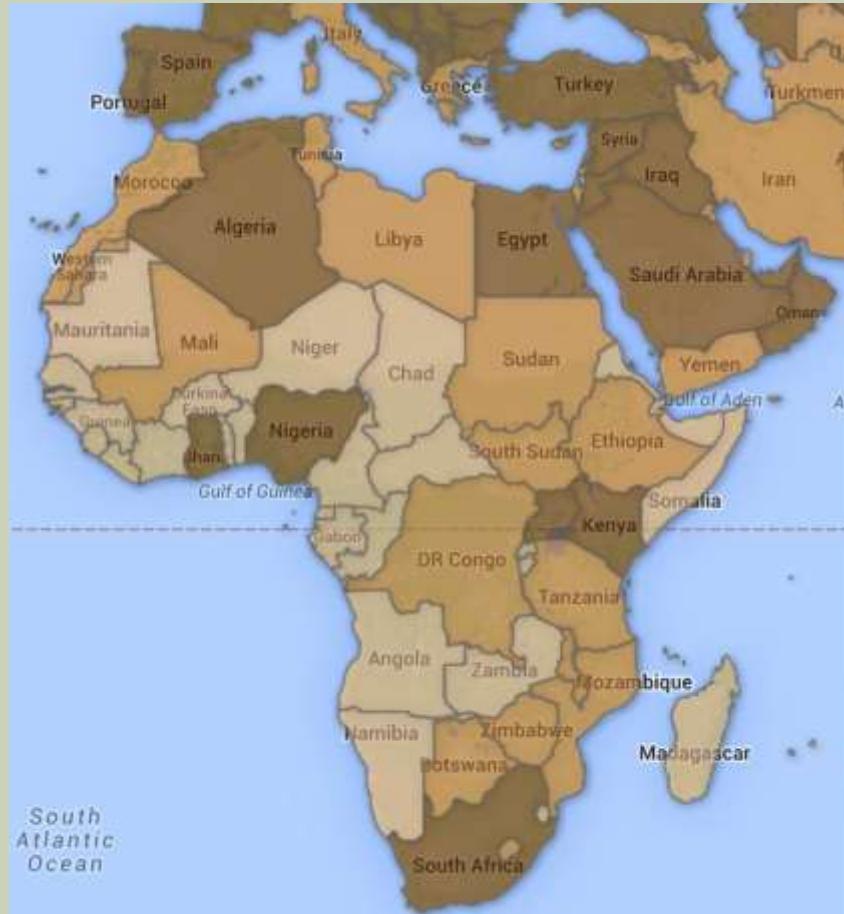 Italy
Spain
Portugal
Greece
Turkey
Turkmen
Tunisia
Syria
Iraq
Iran
Morocco
Algeria
Libya
Egypt
Western
Sahara
Saudi Arabia
Oman
Mauritania
Mali
Niger
Chad
Sudan
Yemen
Gulf of Aden
A
Burkina
Faso
Guinea
Nigeria
Ghan
South Sudan
Ethiopia
Gulf of Guinea
Somalia
Gabon
Kenya
DR Congo
Tanzania
Angola
Zambia
Mozambique
Namibia
Zimbabwe
Botswana
Madagascar
South
Atlantic
Ocean
South Africa